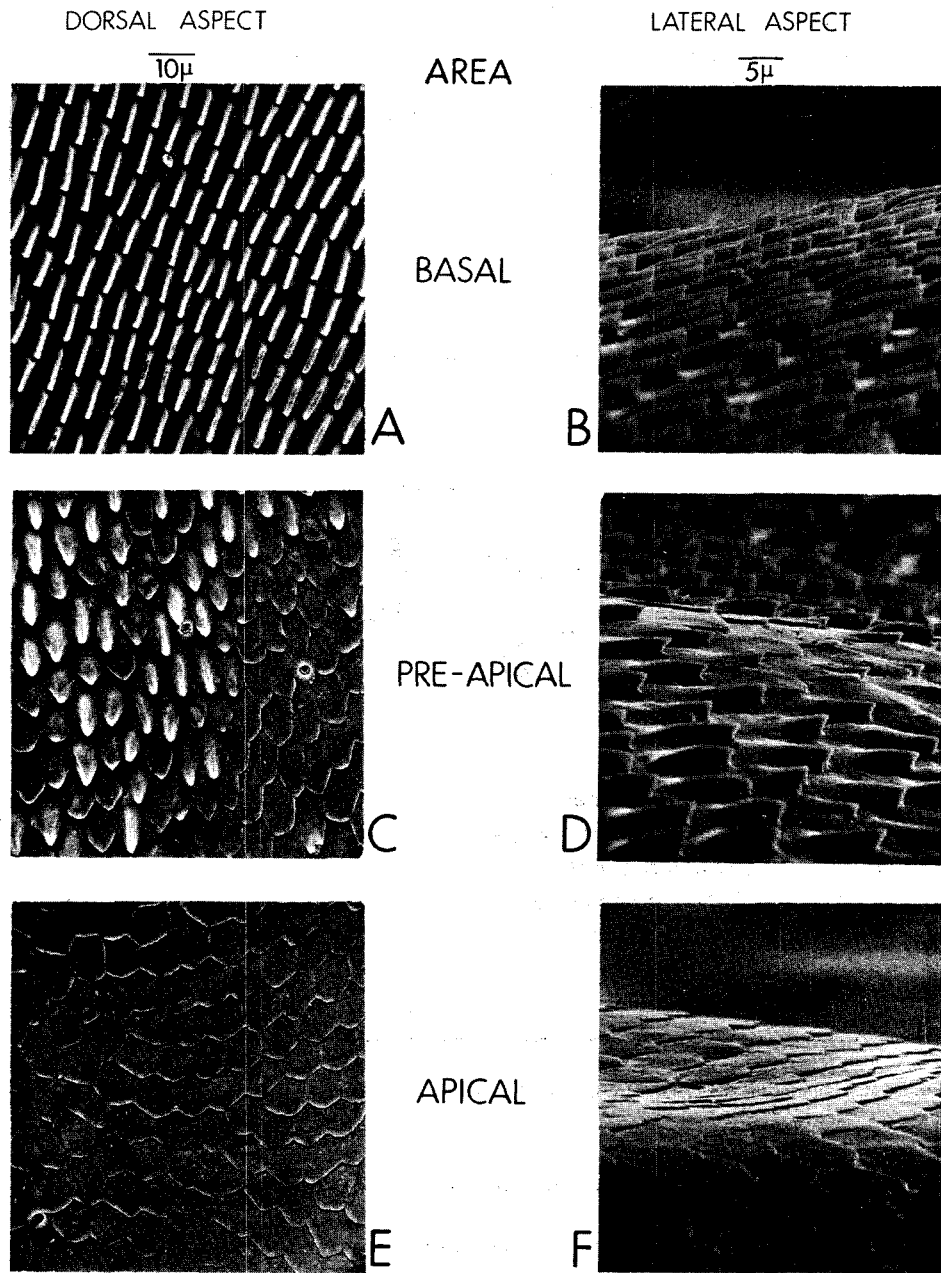 DORSAL ASPECT
LATERAL ASPECT
10μ
AREA
5μ
BASAL
A
B
PRE-APICAL
C
D
APICAL
E
F